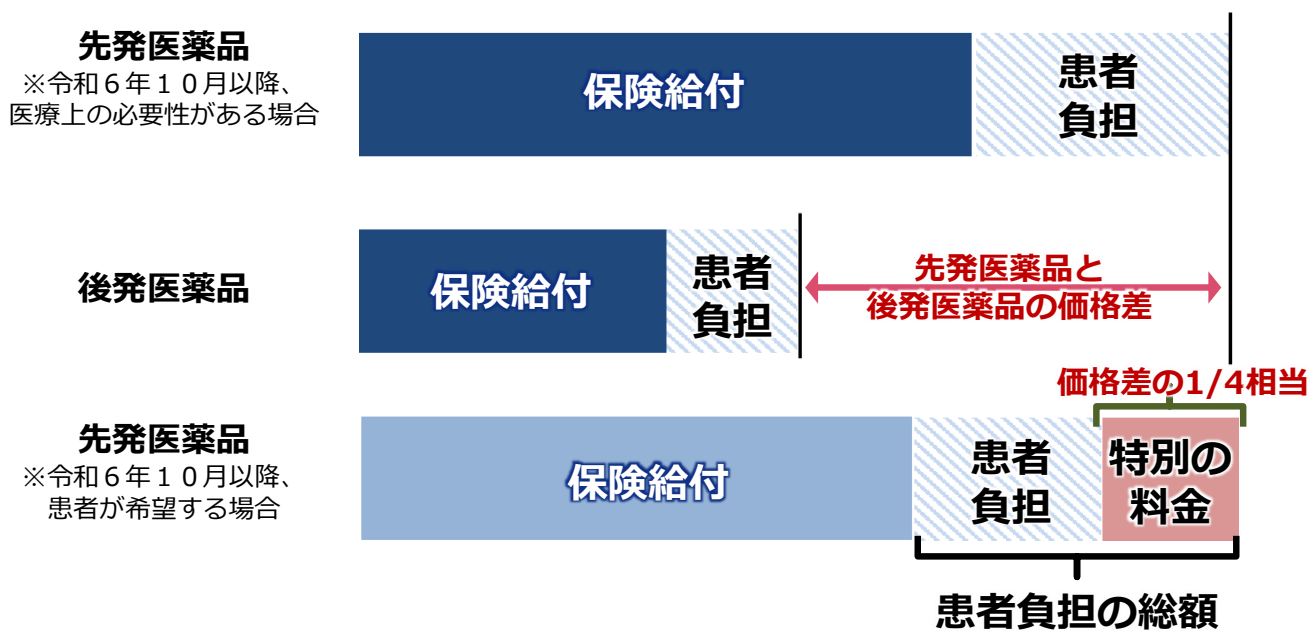 先発医薬品
※令和６年１０月以降、
医療上の必要性がある場合
保険給付
患者
負担
後発医薬品
保険給付
患者
負担
先発医薬品と
後発医薬品の価格差
価格差の1/4相当
先発医薬品
※令和６年１０月以降、
患者が希望する場合
保険給付
患者
負担
特別の
料金
患者負担の総額